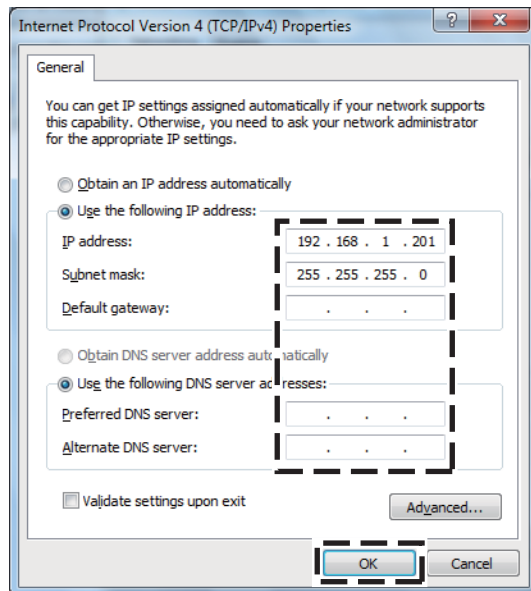 Internet Protocol Version 4 (TCP/IPv4) Properties
?
X
General
You can get IP settings assigned automatically if your network supports
this capability. Otherwise, you need to ask your network administrator
for the appropriate IP settings.
Obtain an IP address automatically
Use the following IP address:
IP address: 192 . 168 . 1 . 201
Subnet mask: 255 . 255 . 255 . 0
Default gateway: . . .
Obtain DNS server address automatically
Use the following DNS server addresses:
Preferred DNS server: . . .
Alternate DNS server: . . .
Validate settings upon exit
Advanced...
OK Cancel